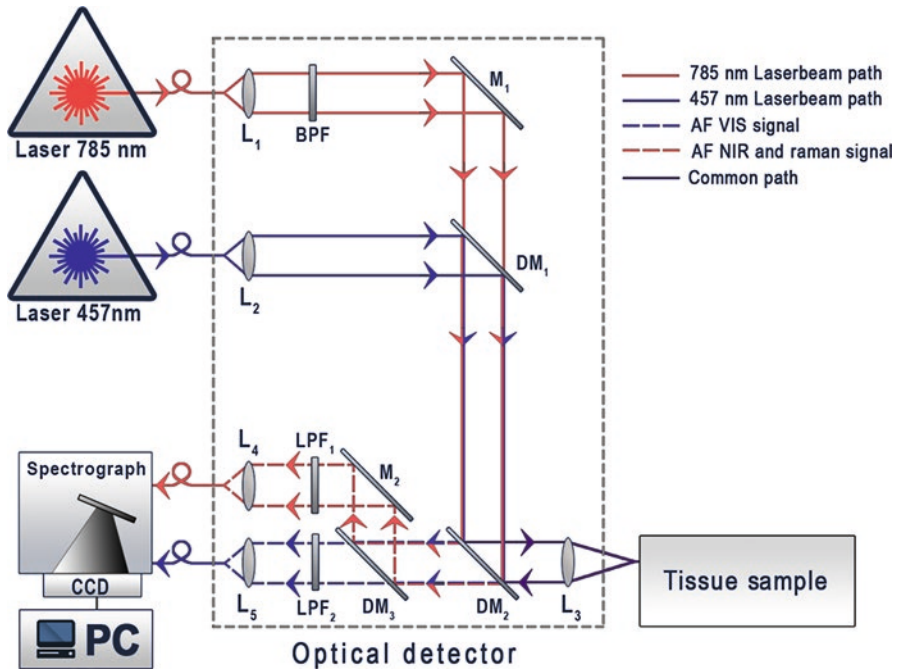 Laser 785 nm
L1
BPF
M1
785 nm Laserbeam path
457 nm Laserbeam path
AF VIS signal
AF NIR and raman signal
Common path
Laser 457nm
L2
DM1
Spectrograph
CCD
PC
L4
LPF1
M2
L5
LPF2
DM3
DM2
L3
Tissue sample
Optical detector